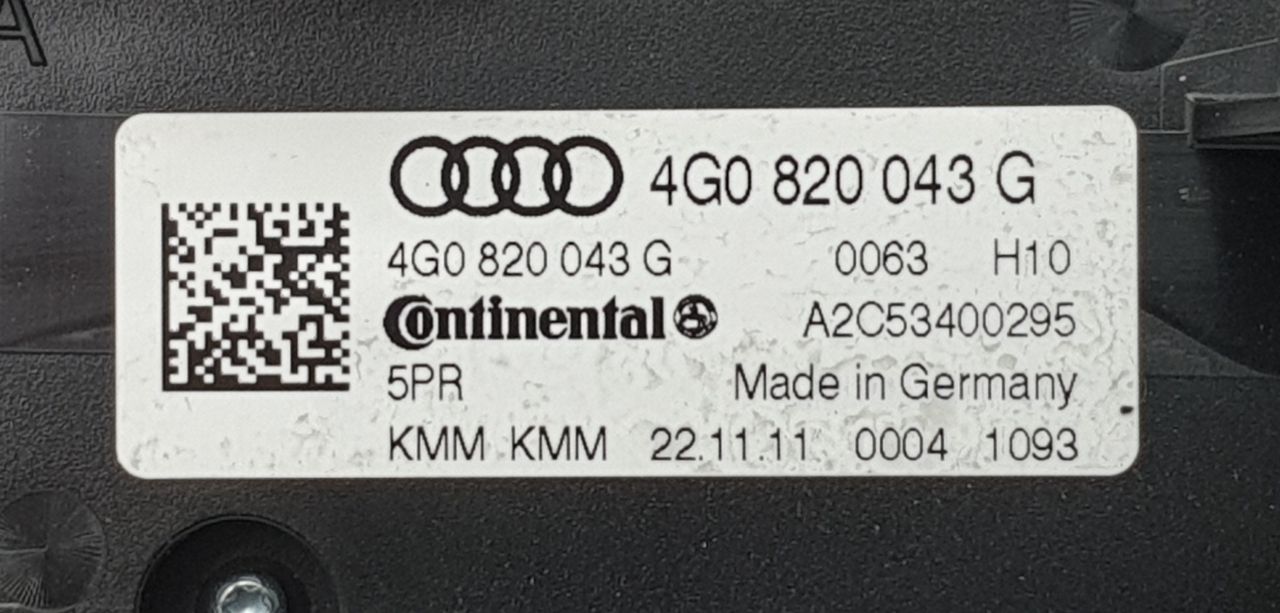 A
4G0 820 043 G
4G0 820 043 G 0063 H10
Continental A2C53400295
5PR Made in Germany
KMM KMM 22.11.11 0004 1093